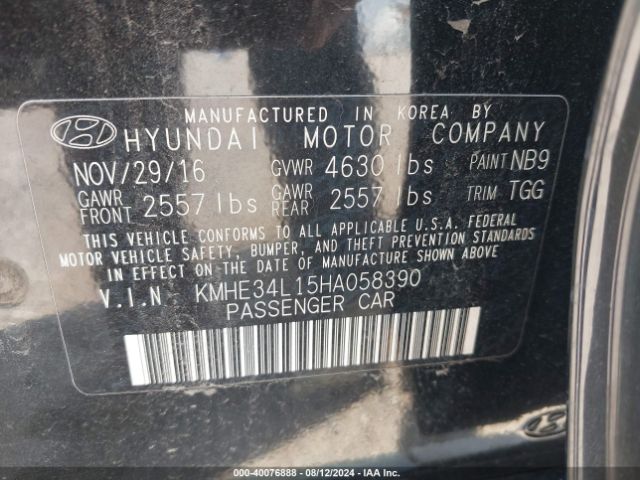 MANUFACTURED IN KOREA BY
HYUNDAI MOTOR COMPANY
NOV/29/16 GVWR 4630 lbs PAINT NB9
GAWR FRONT 2557 lbs GAWR REAR 2557 lbs TRIM TGG
THIS VEHICLE CONFORMS TO ALL APPLICABLE U.S.A. FEDERAL
MOTOR VEHICLE SAFETY, BUMPER, AND THEFT PREVENTION STANDARDS
IN EFFECT ON THE DATE OF MANUFACTURE SHOWN ABOVE.
V.I.N. KMHE34L15HA058390
PASSENGER CAR
000-40076888 - 08/12/2024 - IAA Inc.